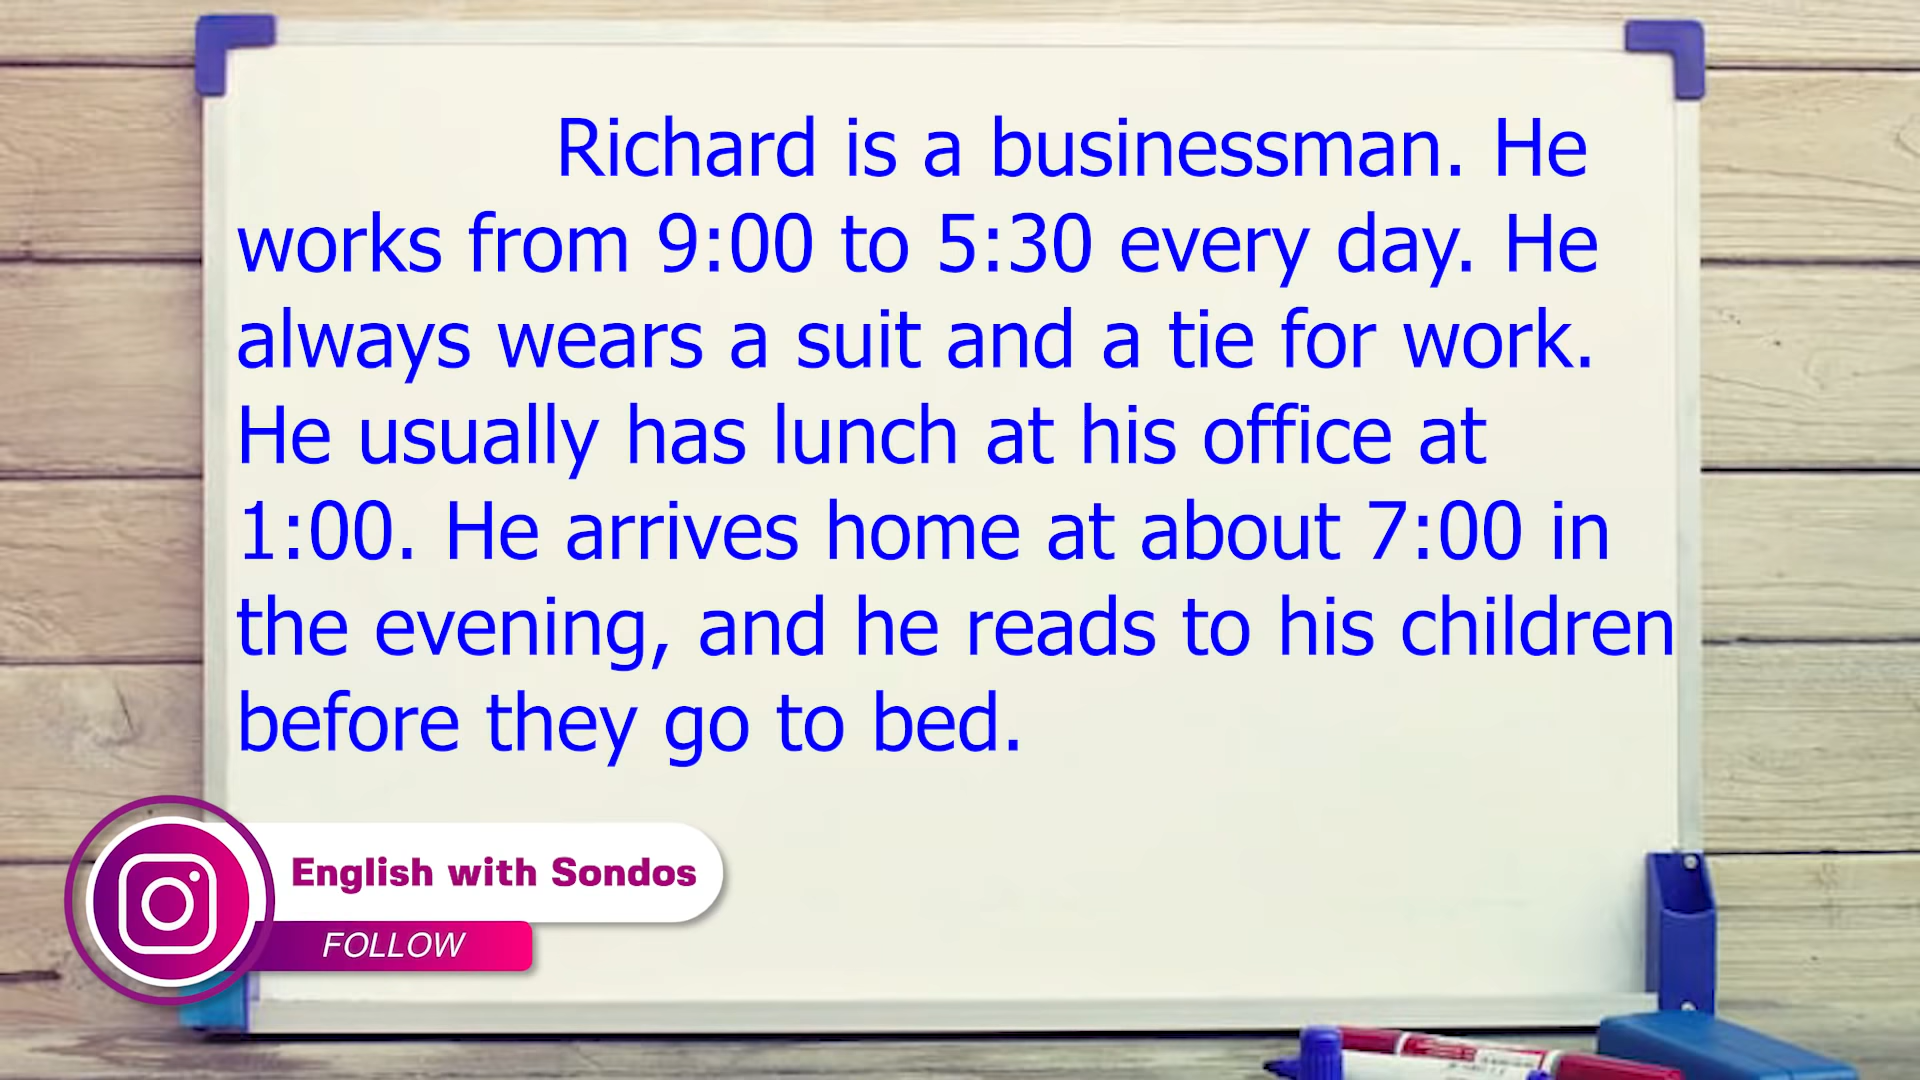 Richard is a businessman. He
works from 9:00 to 5:30 every day. He
always wears a suit and a tie for work.
He usually has lunch at his office at
1:00. He arrives home at about 7:00 in
the evening, and he reads to his children
before they go to bed.
English with Sondos
FOLLOW